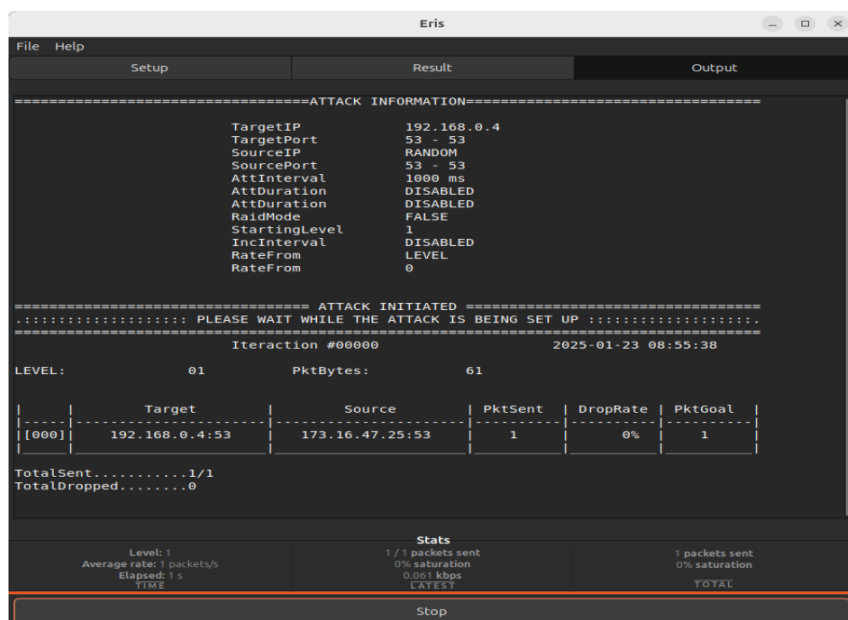 Eris
File Help
Setup Result Output
==================================ATTACK INFORMATION==================================
TargetIP 192.168.0.4
TargetPort 53 - 53
SourceIP RANDOM
SourcePort 53 - 53
AttInterval 1000 ms
AttDuration DISABLED
AttDuration DISABLED
RaidMode FALSE
StartingLevel 1
IncInterval DISABLED
RateFrom LEVEL
RateFrom 0
================================== ATTACK INITIATED ==================================
.::::::::::::::::::: PLEASE WAIT WHILE THE ATTACK IS BEING SET UP :::::::::::::::::::.
======================================================================================
Iteraction #00000 2025-01-23 08:55:38
LEVEL: 01 PktBytes: 61
| | Target | Source | PktSent | DropRate | PktGoal |
|[000]| 192.168.0.4:53 | 173.16.47.25:53 | 1 | 0% | 1 |
TotalSent...........1/1
TotalDropped........0
Stats
Level: 1 1 / 1 packets sent 1 packets sent
Average rate: 1 packets/s 0% saturation 0% saturation
Elapsed: 1 s 0.061 kbps
TIME LATEST TOTAL
Stop